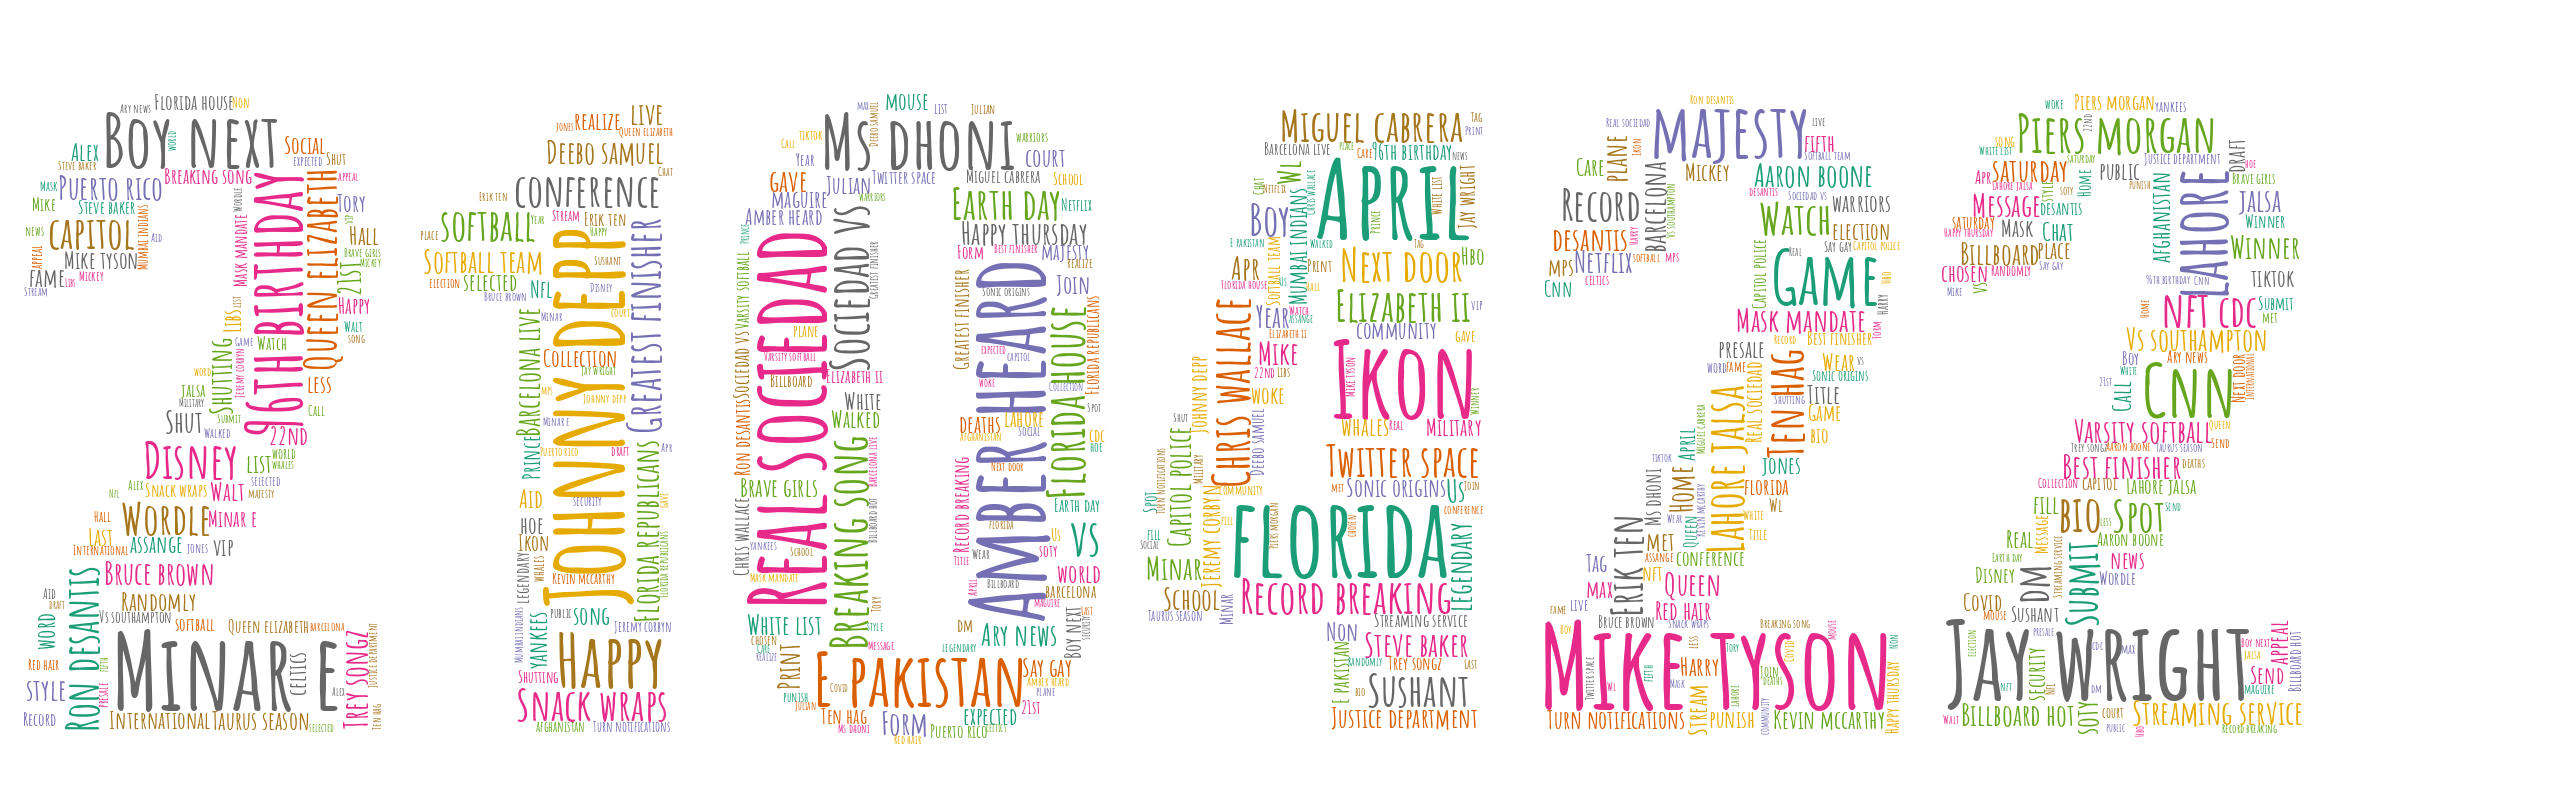 Boy next
Florida house
Ary news
Non
Alex
Steve baker
World
Social
Expected
Shut
Appeal
Breaking song
Mask
Puerto rico
Mike
Steve baker
Capitol
News
Mumbai indians
Aid
Appeal
Mike tyson
Fame
Libs
Mickey
Stream
Mask mandate
Wordle
96th birthday
Queen elizabeth
Tory
Hall
Brave girls
Mickey
21st
Happy
Walt
Song
Libs
List
Shutting
Game
Watch
Jeremy corbyn
Less
Call
Word
Jalsa
Military
Submit
Shut
Walked
22nd
Disney
List
World
Whales
Selected
Nfl
Alex
Snack wraps
Walt
Majesty
Hall
Wordle
Minar e
Last
International
Assange
Jones
Vip
Bruce brown
Aid
Draft
Randomly
Vs southampton
Softball
Queen elizabeth
Barcelona
Word
Ron desantis
Red hair
Style
Record
Presale
Fifth
Minar e
Celtics
Alex
Trey songz
Justice department
Ten hag
International
Taurus season
Selected
Live
Jones
Realize
Queen elizabeth
Deebo samuel
Chat
Conference
Erik ten
Softball
Year
Stream
Erik ten
Happy
Place
Softball team
Sushant
Election
Selected
Nfl
Disney
Bruce brown
Greatest finisher
Minar
Court
Barcelona live
Collection
Jay wright
Mps
Johnny depp
Johnny depp
Minar e
Prince
Puerto rico
Draft
Apr
Florida republicans
Aid
Security
Gave
Hoe
Ikon
Legendary
Whales
Kevin mccarthy
Florida republicans
Public
Song
Jeremy corbyn
Mumbai indians
Yankees
Happy
Shutting
Snack wraps
Afghanistan
Turn notifications
Mouse
Max
List
Julian
Deebo samuel
Tiktok
Call
Ms dhoni
Warriors
Year
Court
Gave
Julian
Twitter space
Miguel cabrera
School
Maguire
Warriors
Amber heard
Earth day
Netflix
Prince
Sociedad vs
Happy thursday
Form
Best finisher
Majesty
Realize
Varsity softball
Real sociedad
Greatest finisher
Sonic origins
Join
Plane
Varsity softball
Billboard
Elizabeth ii
Sociedad vs
Expected
Capitol
Woke
Collection
Florida house
Florida republicans
White
Walked
Spot
Deaths
Lahore
Afghanistan
Social
Cdc
Hoe
Ron desantis
Breaking song
Barcelona live
Next door
Amber heard
Brave girls
Billboard hot
Record breaking
Earth day
Chris wallace
Yankees
School
Florida
Us
Vs
Soty
Wear
Title
Mask mandate
Billboard
World
April
Barcelona
Maguire
Tory
White list
Style
Dm
Ary news
Boy next
Last
Security
Chosen
Care
Realize
Message
Legendary
Print
E pakistan
Covid
Say gay
Amber heard
Plane
Punish
Julian
21st
Ten hag
Ms dhoni
Form
Expected
Puerto rico
Celtics
Red hair
Miguel cabrera
Tag
Print
Barcelona live
Place
Care
96th birthday
News
Chat
Netflix
Wl
Chris wallace
April
Prince
White list
Jay wright
Boy
Mumbai indians
E pakistan
Walked
Tag
Softball team
Apr
Print
Next door
Hbo
Florida house
Us
Hall
Elizabeth ii
Vip
Chris wallace
Year
Watch
Assange
Elizabeth ii
Community
Gave
Mike
22nd
Libs
Ikon
Mike tyson
Winner
Johnny depp
Woke
Shut
Whales
Real
Military
Deebo samuel
Capitol police
Military
Twitter space
Turn notifications
Spot
Community
Met
Sonic origins
Us
Join
Jeremy corbyn
Fill
Florida
Piers morgan
Chosen
Conference
Legendary
Fill
Social
Minar
Record breaking
School
Taurus season
Minar
Streaming service
Non
Steve baker
E pakistan
Randomly
Trey songz
Last
Bio
Sushant
Justice department
Ron desantis
Real sociedad
Majesty
Live
Fifth
Softball team
Plane
Ikon
Care
Mickey
Aaron boone
Barcelona
Desantis
Sociedad vs
Record
Watch
Warriors
Vs southampton
Harry
Election
Desantis
Say gay
Capitol police
Mps
Netflix
Softball
Mps
Cnn
Celtics
Capitol police
Real
Game
Hbo
Harry
Mask mandate
Form
Record
Best finisher
Presale
Wear
Vs
Word
Fame
Sonic origins
Real sociedad
Ten hag
Shutting
Title
Game
Bio
Miguel cabrera
Lahore jalsa
April
Tiktok
Jones
Ms dhoni
Home
Florida
Wl
Wear
Queen
Kevin mccarthy
White
Title
Erik ten
Met
Assange
Conference
Nft
Tag
Max
Queen
Fame
Live
Red hair
Bruce brown
Snack wraps
Boy
Mike tyson
Less
Tory
Breaking song
Mouse
Covid
Non
Twitter space
Wl
Fifth
Mask
Harry
Join
Deaths
Lahore
Happy thursday
Turn notifications
Stream
Punish
Community
Kevin mccarthy
Woke
Piers morgan
Yankees
22nd
Song
White list
Piers morgan
Draft
Saturday
Saturday
Justice department
Hoe
Apr
Lahore jalsa
Style
Soty
Home
Public
Punish
Brave girls
Message
Desantis
Afghanistan
Lahore
Jalsa
Winner
Saturday
Happy thursday
Mask
Chat
Billboard
Place
Winner
Chosen
Randomly
Say gay
Mike
Vs
96th birthday
Cnn
Tiktok
Home
Nft
Cdc
Submit
Met
Vs southampton
Boy
White
Ary news
Next door
International
21st
Call
Cnn
Varsity softball
Queen
Send
Trey songz
Aaron boone
Taurus season
Best finisher
Deaths
Collection
Capitol
Lahore jalsa
Fill
Bio
Less
Spot
Send
Real
Message
Aaron boone
Earth day
Streaming service
Submit
News
Disney
Dm
Wordle
Covid
Mouse
Sushant
Presale
Election
Jay wright
Cdc
Max
Appeal
Boy next
Jalsa
Billboard hot
Send
Maguire
Security
Nft
Nfl
Dm
Walt
Billboard hot
Soty
Court
Public
Streaming service
Hbo
Record breaking